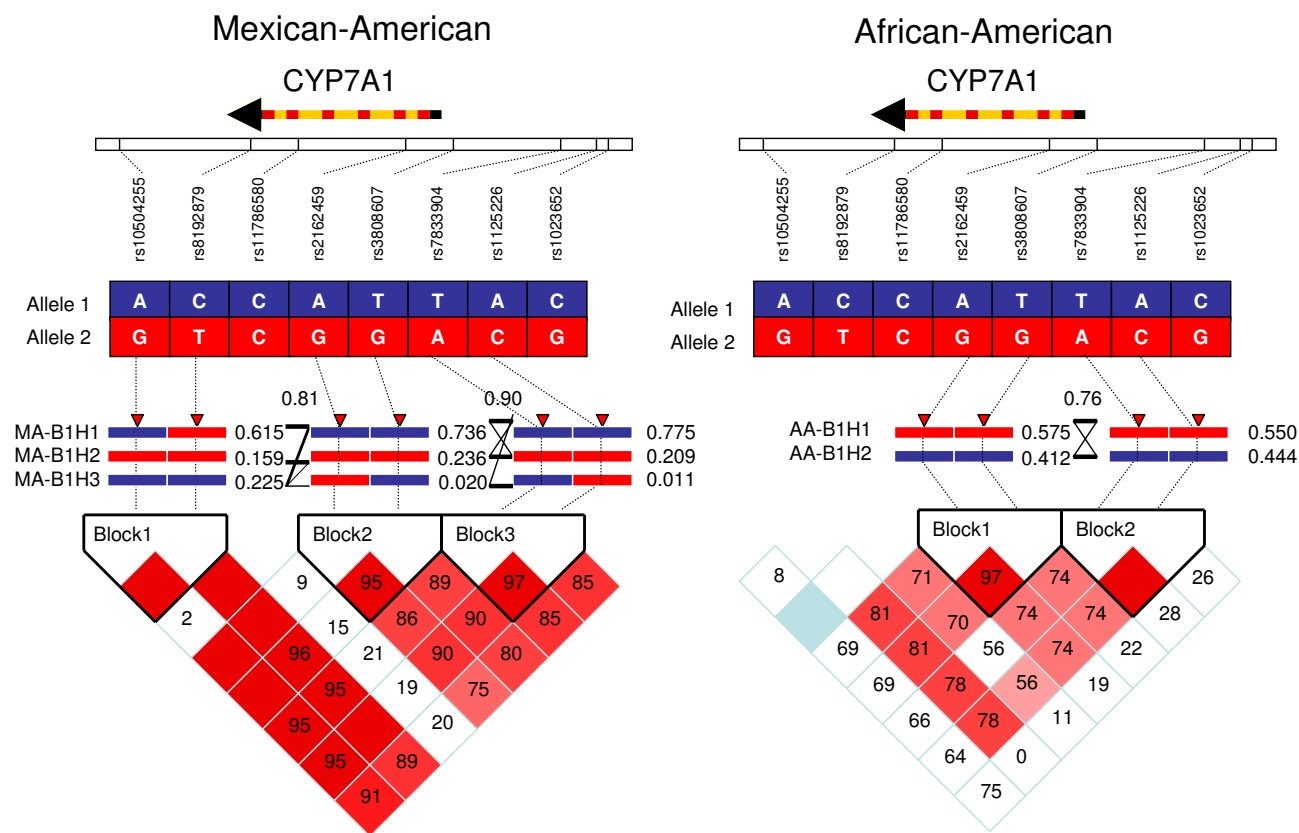 Mexican-American
African-American
CYP7A1
CYP7A1
rs10504255
rs8192879
rs11786580
rs2162459
rs3808607
rs7833904
rs1125226
rs1023652
rs10504255
rs8192879
rs11786580
rs2162459
rs3808607
rs7833904
rs1125226
rs1023652
Allele 1 A C C A T T A C
Allele 2 G T C G G A C G
Allele 1 A C C A T T A C
Allele 2 G T C G G A C G
0.81 0.90
MA-B1H1 0.615 0.736 0.775
MA-B1H2 0.159 0.236 0.209
MA-B1H3 0.225 0.020 0.011
0.76
AA-B1H1 0.575 0.550
AA-B1H2 0.412 0.444
Block1 Block2 Block3
9 95 89 97 85
2 15 86 90 85
96 21 90 80
95 19 75
95 20
95 89
91
Block1 Block2
8 71 97 74 26
81 70 74 74 28
69 81 56 74 22
69 78 56 19
66 78 11
64 0
75